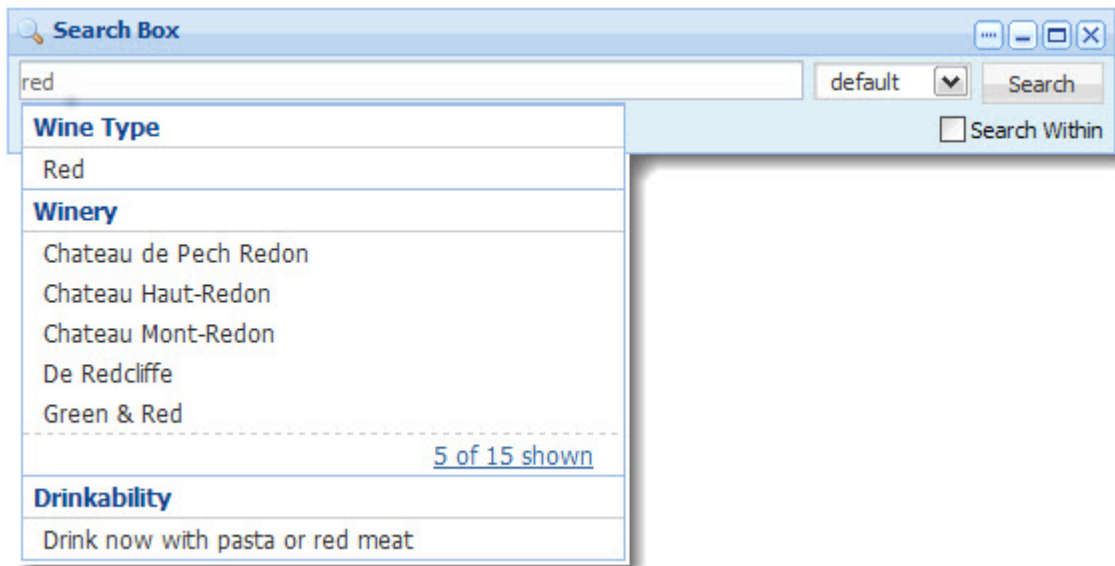 Search Box
red
default
Search
Search Within
Wine Type
Red
Winery
Chateau de Pech Redon
Chateau Haut-Redon
Chateau Mont-Redon
De Redcliffe
Green & Red
5 of 15 shown
Drinkability
Drink now with pasta or red meat